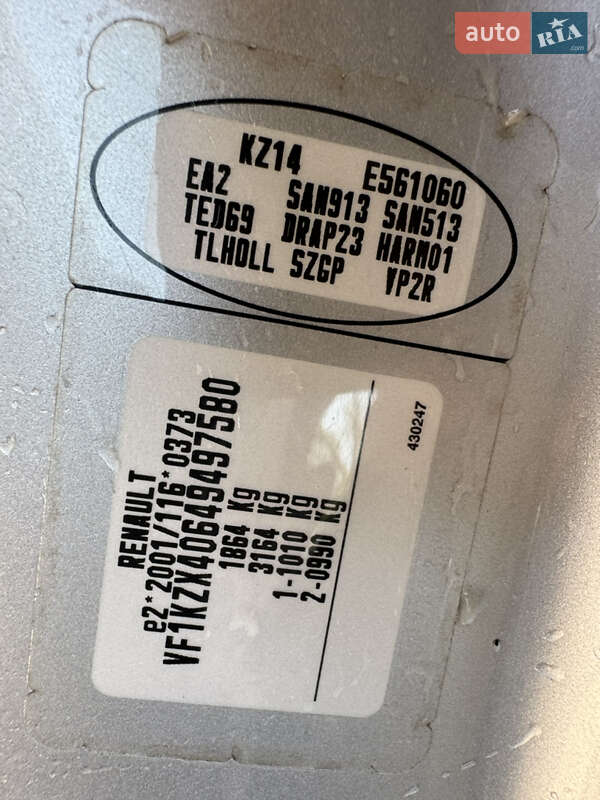 auto RIA
.com
KZ14 E561060
EA2 SAN913 SAN513
TED69 DRAP23 HARM01
TLHOLL SZGP VP2R
RENAULT
e2*2001/116*0373
VF1KZX40649497580
1864 Kg
3164 Kg
1-1010 Kg
2-0990 Kg
430247